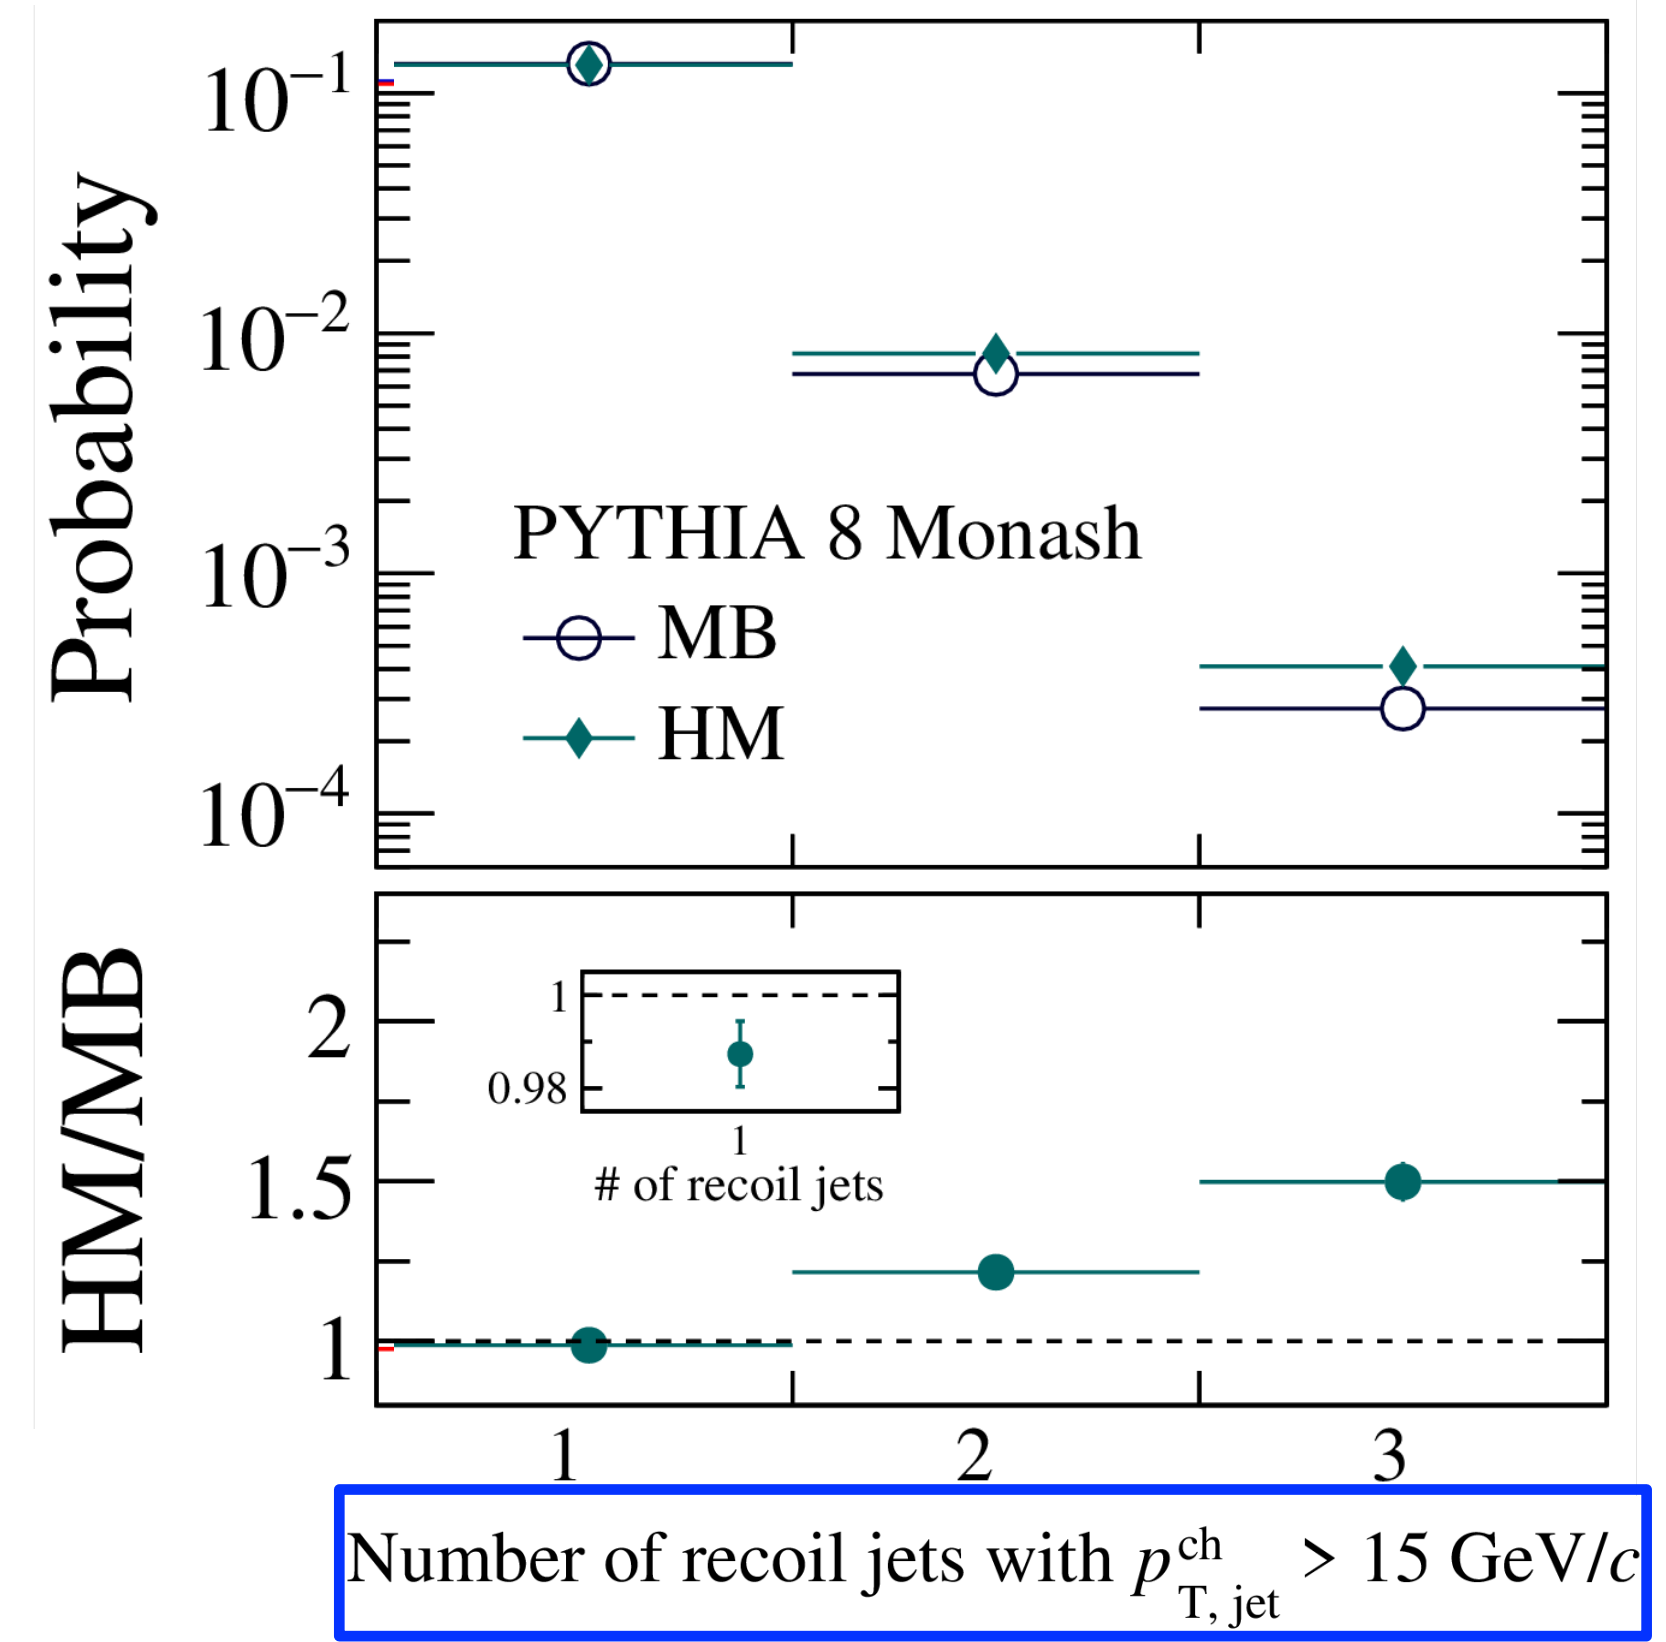 Probability
10⁻¹
10⁻²
10⁻³
10⁻⁴
PYTHIA 8 Monash
MB
HM
HM/MB
2
1.5
1
1
0.98
1
# of recoil jets
1 2 3
Number of recoil jets with p^ch_T, jet > 15 GeV/c